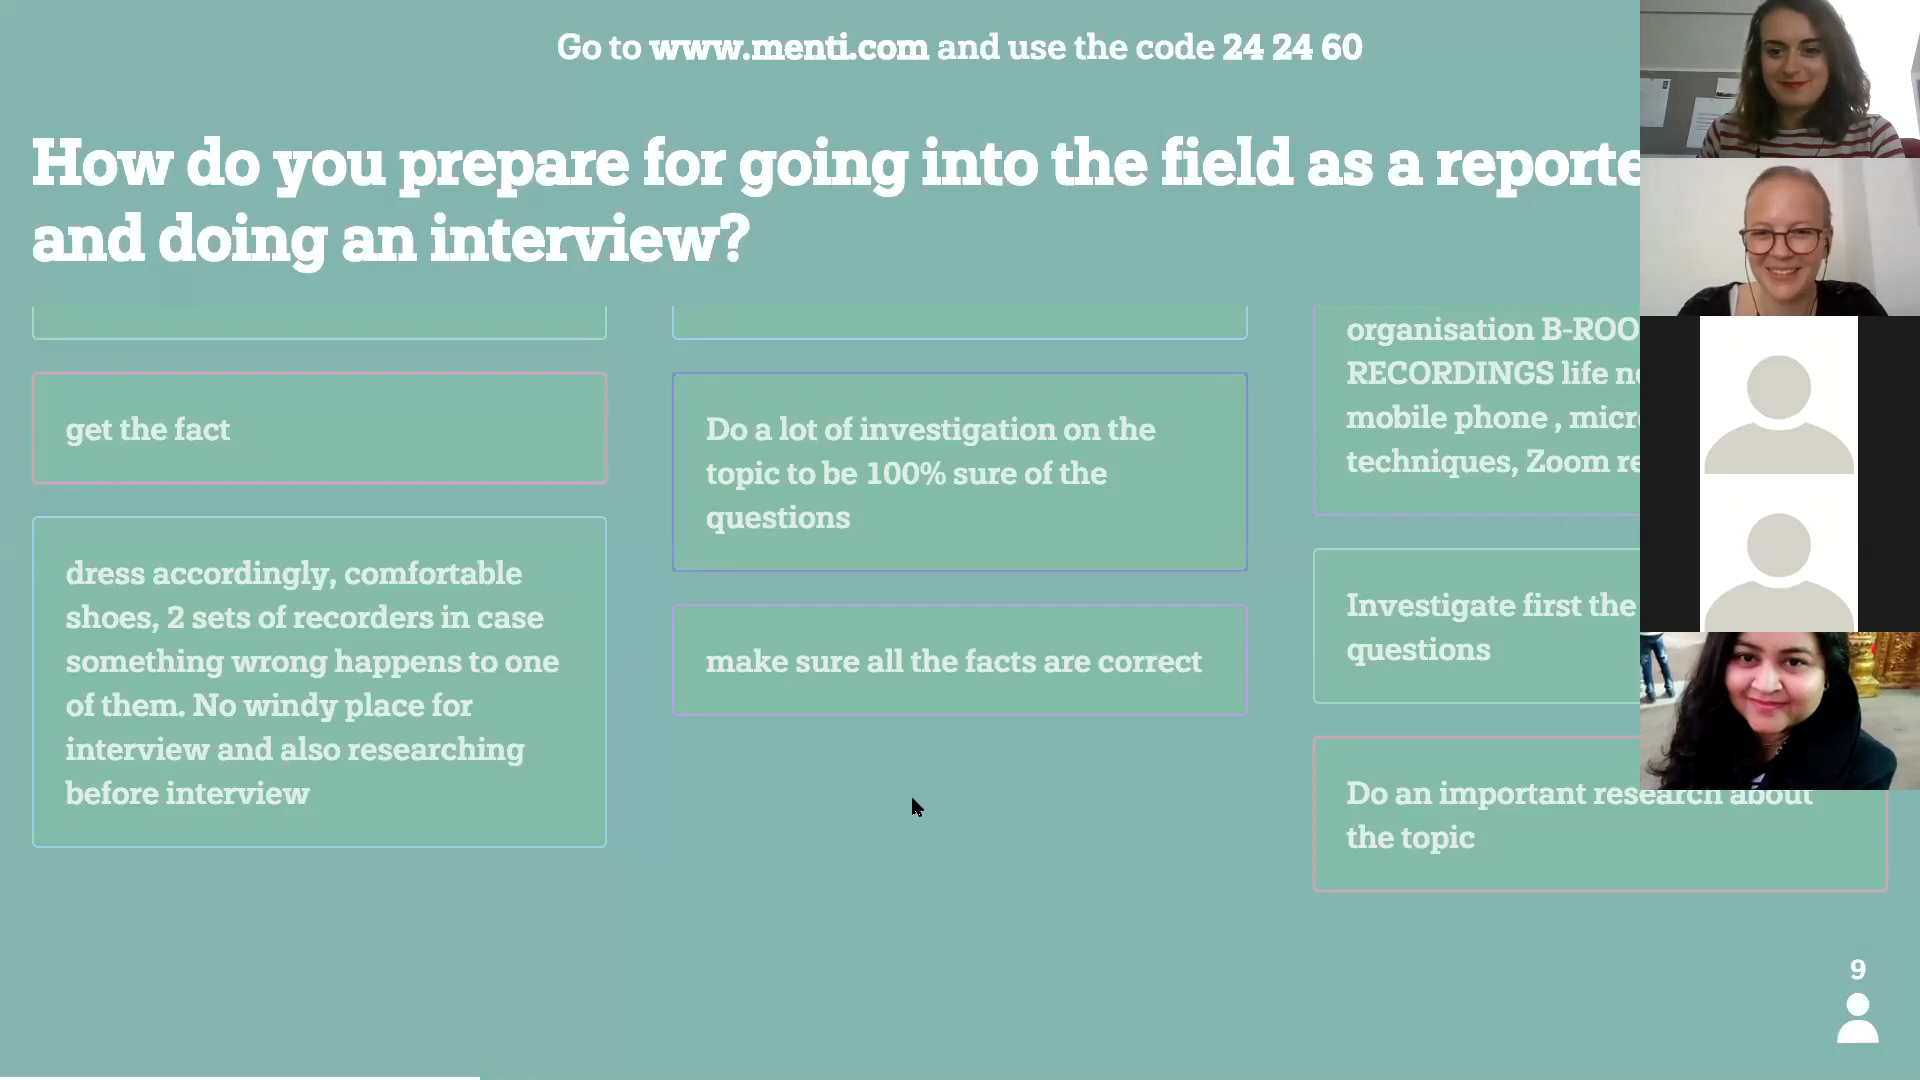 Go to www.menti.com and use the code 24 24 60
How do you prepare for going into the field as a
and doing an interview?
get the fact
dress accordingly, comfortable
shoes, 2 sets of recorders in case
something wrong happens to one
of them. No windy place for
interview and also researching
before interview
Do a lot of investigation on the
topic to be 100% sure of the
questions
make sure all the facts are correct
organisation
RECORDINGS life
mobile phone ,
techniques, Zoom
Investigate first the
questions
Do an important research about
the topic
9